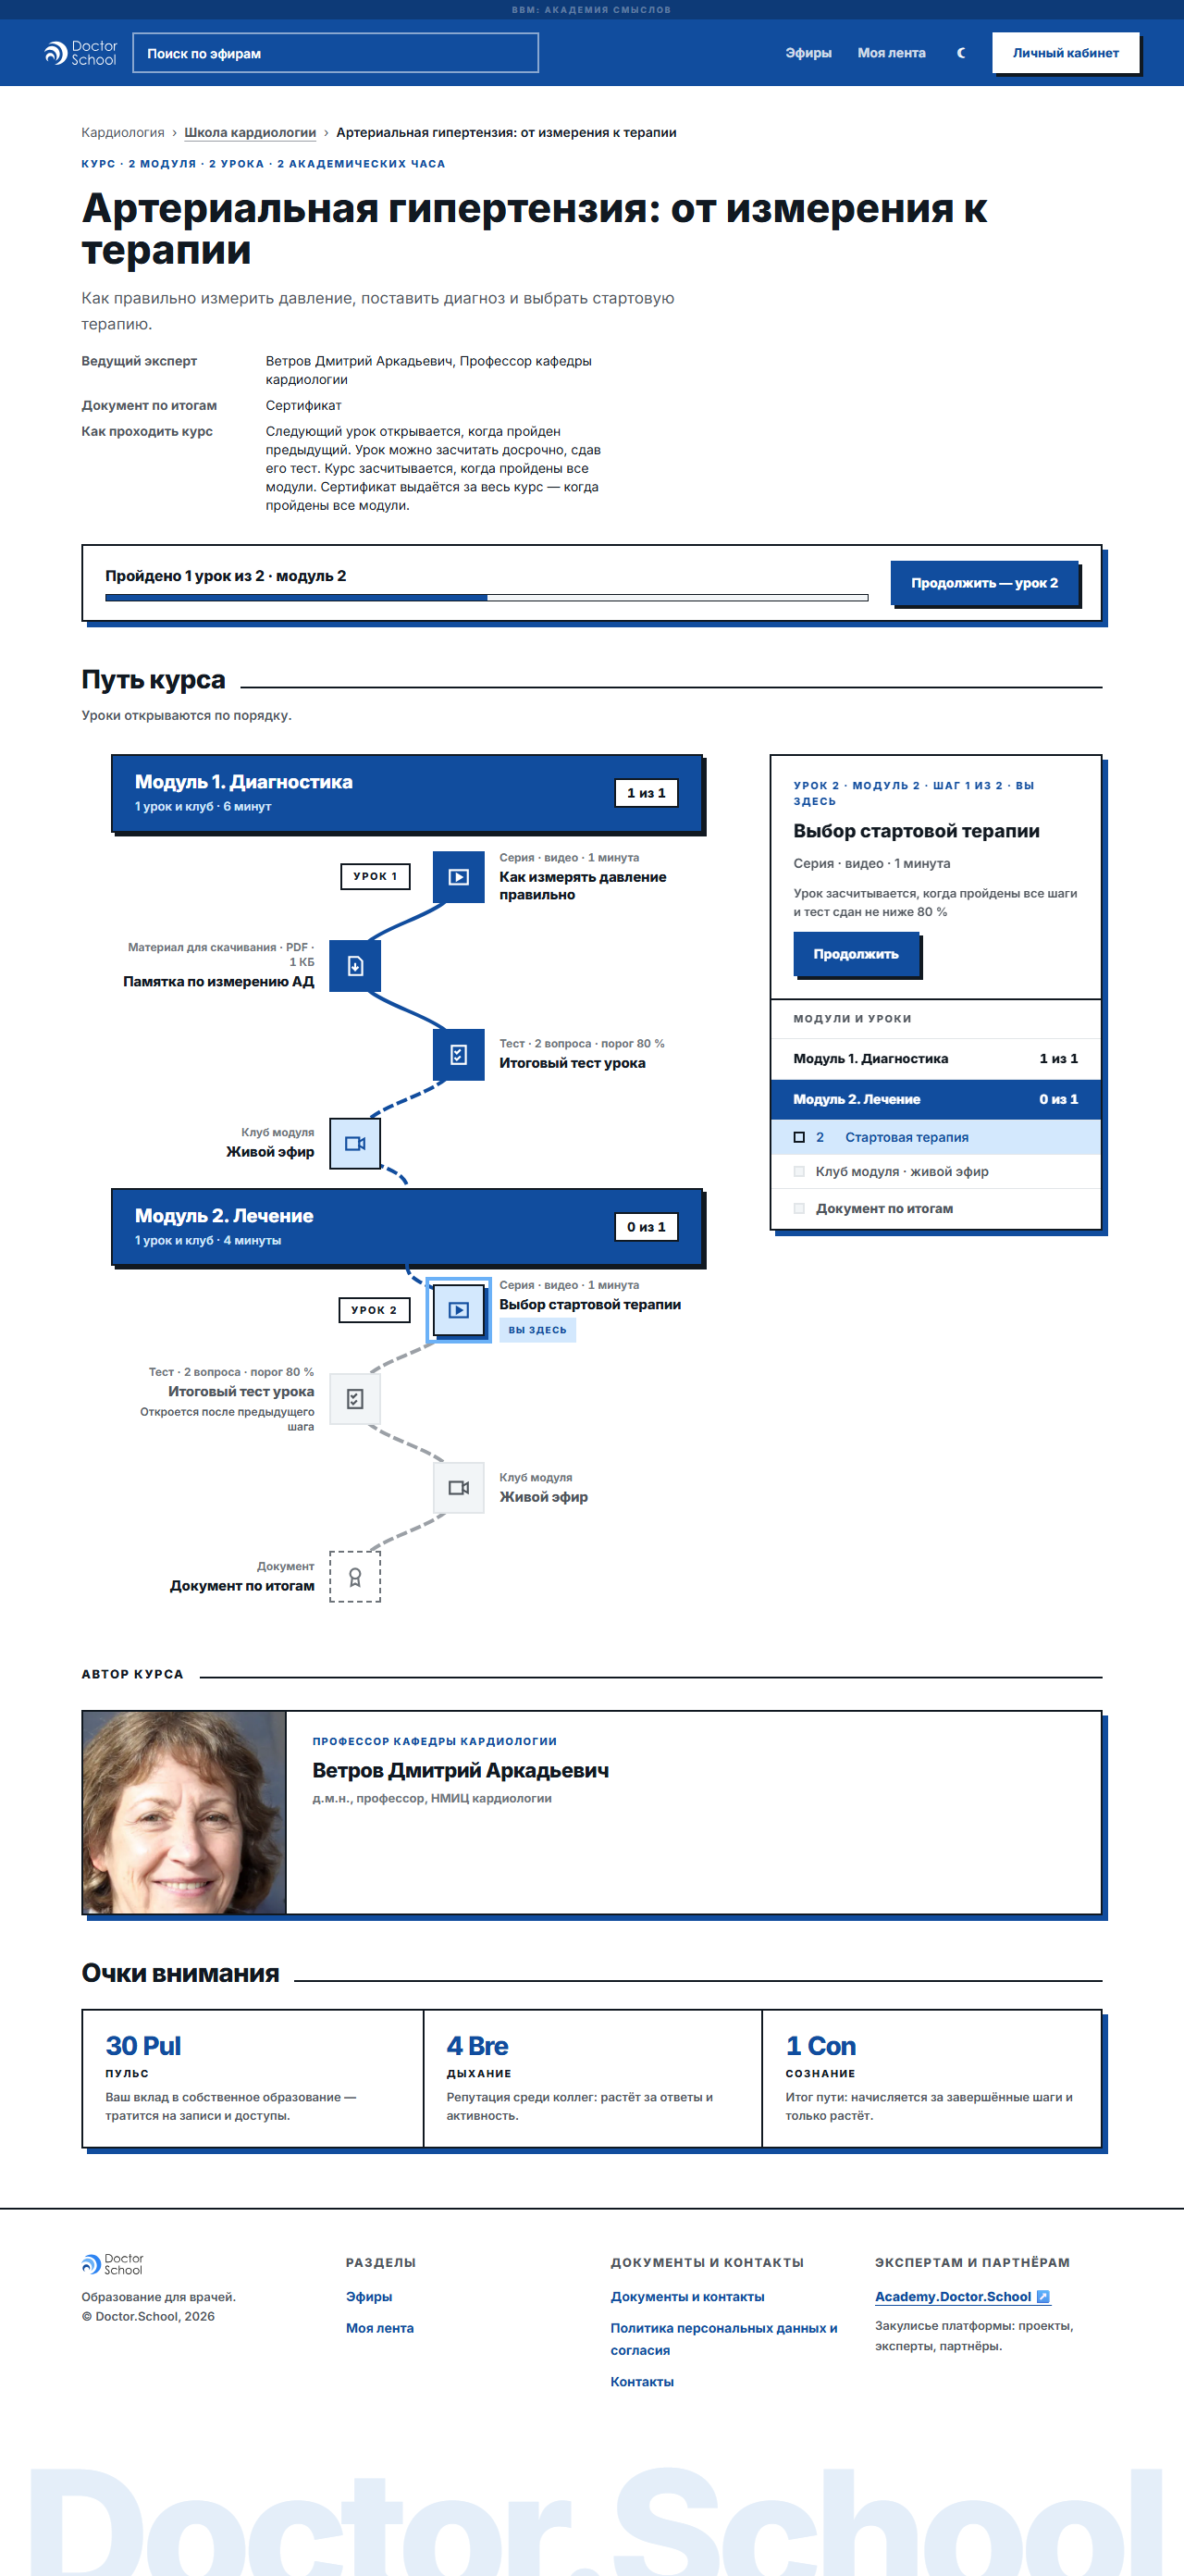 ВВМ: АКАДЕМИЯ СМЫСЛОВ
Doctor
School
Поиск по эфирам
Эфиры
Моя лента
Личный кабинет
Кардиология › Школа кардиологии › Артериальная гипертензия: от измерения к терапии
КУРС · 2 МОДУЛЯ · 2 УРОКА · 2 АКАДЕМИЧЕСКИХ ЧАСА
Артериальная гипертензия: от измерения к
терапии
Как правильно измерить давление, поставить диагноз и выбрать стартовую
терапию.
Ведущий эксперт
Ветров Дмитрий Аркадьевич, Профессор кафедры
кардиологии
Документ по итогам
Сертификат
Как проходить курс
Следующий урок открывается, когда пройден
предыдущий. Урок можно засчитать досрочно, сдав
его тест. Курс засчитывается, когда пройдены все
модули. Сертификат выдаётся за весь курс — когда
пройдены все модули.
Пройдено 1 урок из 2 · модуль 2
Продолжить — урок 2
Путь курса
Уроки открываются по порядку.
Модуль 1. Диагностика
1 урок и клуб · 6 минут
1 из 1
УРОК 1
Серия · видео · 1 минута
Как измерять давление
правильно
Материал для скачивания · PDF ·
1 КБ
Памятка по измерению АД
Тест · 2 вопроса · порог 80 %
Итоговый тест урока
Клуб модуля
Живой эфир
Модуль 2. Лечение
1 урок и клуб · 4 минуты
0 из 1
УРОК 2
Серия · видео · 1 минута
Выбор стартовой терапии
ВЫ ЗДЕСЬ
Тест · 2 вопроса · порог 80 %
Итоговый тест урока
Откроется после предыдущего
шага
Клуб модуля
Живой эфир
Документ
Документ по итогам
УРОК 2 · МОДУЛЬ 2 · ШАГ 1 ИЗ 2 · ВЫ
ЗДЕСЬ
Выбор стартовой терапии
Серия · видео · 1 минута
Урок засчитывается, когда пройдены все шаги
и тест сдан не ниже 80 %
Продолжить
МОДУЛИ И УРОКИ
Модуль 1. Диагностика 1 из 1
Модуль 2. Лечение 0 из 1
2 Стартовая терапия
Клуб модуля · живой эфир
Документ по итогам
АВТОР КУРСА
ПРОФЕССОР КАФЕДРЫ КАРДИОЛОГИИ
Ветров Дмитрий Аркадьевич
д.м.н., профессор, НМИЦ кардиологии
Очки внимания
30 Pul
ПУЛЬС
Ваш вклад в собственное образование —
тратится на записи и доступы.
4 Bre
ДЫХАНИЕ
Репутация среди коллег: растёт за ответы и
активность.
1 Con
СОЗНАНИЕ
Итог пути: начисляется за завершённые шаги и
только растёт.
Doctor
School
Образование для врачей.
© Doctor.School, 2026
РАЗДЕЛЫ
Эфиры
Моя лента
ДОКУМЕНТЫ И КОНТАКТЫ
Документы и контакты
Политика персональных данных и
согласия
Контакты
ЭКСПЕРТАМ И ПАРТНЁРАМ
Academy.Doctor.School
Закулисье платформы: проекты,
эксперты, партнёры.
Doctor.School